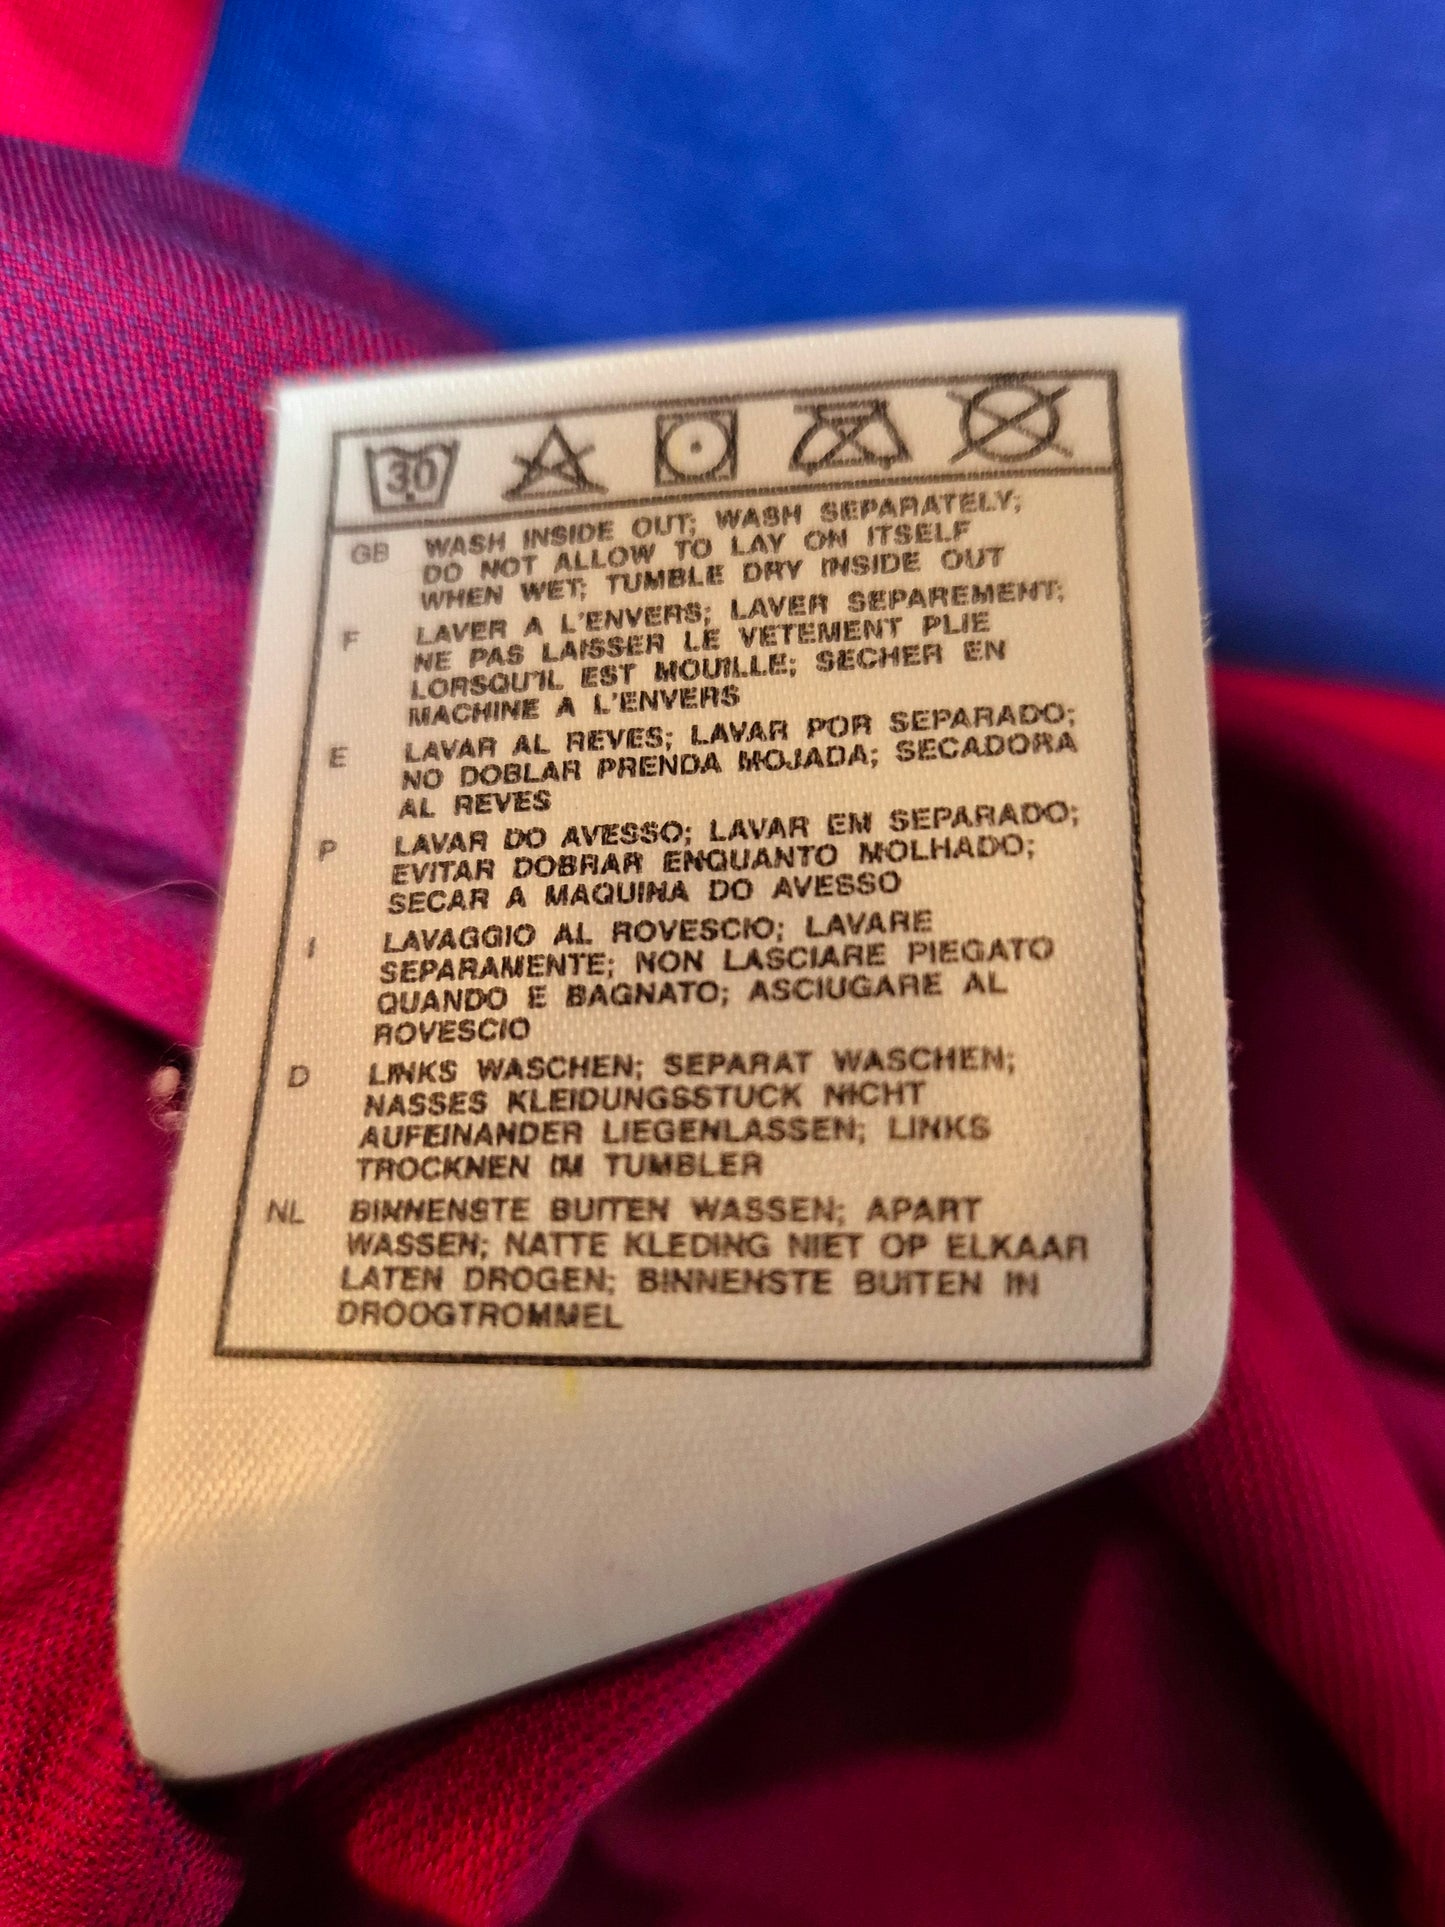 30
GB WASH INSIDE OUT; WASH SEPARATELY;
DO NOT ALLOW TO LAY ON ITSELF
WHEN WET; TUMBLE DRY INSIDE OUT
F LAVER A L'ENVERS; LAVER SEPAREMENT;
NE PAS LAISSER LE VETEMENT PLIE
LORSQU'IL EST MOUILLE; SECHER EN
MACHINE A L'ENVERS
E LAVAR AL REVES; LAVAR POR SEPARADO;
NO DOBLAR PRENDA MOJADA; SECADORA
AL REVES
P LAVAR DO AVESSO; LAVAR EM SEPARADO;
EVITAR DOBRAR ENQUANTO MOLHADO;
SECAR A MAQUINA DO AVESSO
I LAVAGGIO AL ROVESCIO; LAVARE
SEPARAMENTE; NON LASCIARE PIEGATO
QUANDO E BAGNATO; ASCIUGARE AL
ROVESCIO
D LINKS WASCHEN; SEPARAT WASCHEN;
NASSES KLEIDUNGSSTUCK NICHT
AUFEINANDER LIEGENLASSEN; LINKS
TROCKNEN IM TUMBLER
NL BINNENSTE BUITEN WASSEN; APART
WASSEN; NATTE KLEDING NIET OP ELKAAR
LATEN DROGEN; BINNENSTE BUITEN IN
DROOGTROMMEL